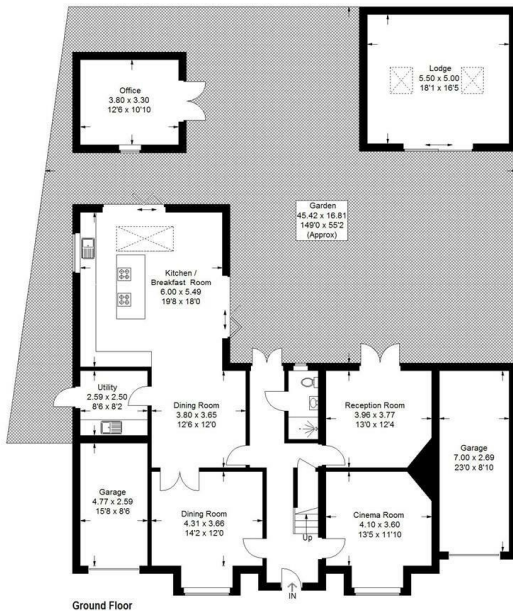 Lodge
5.50 x 5.00
18'1 x 16'5
Office
3.80 x 3.30
12'6 x 10'10
Garden
45.42 x 16.81
149'0 x 55'2
(Approx)
Kitchen /
Breakfast Room
6.00 x 5.49
19'8 x 18'0
Utility
2.59 x 2.50
8'6 x 8'2
Dining Room
3.80 x 3.65
12'6 x 12'0
Reception Room
3.96 x 3.77
13'0 x 12'4
Garage
7.00 x 2.69
23'0 x 8'10
Garage
4.77 x 2.59
15'8 x 8'6
Dining Room
4.31 x 3.66
14'2 x 12'0
Cinema Room
4.10 x 3.60
13'5 x 11'10
Up
IN
Ground Floor